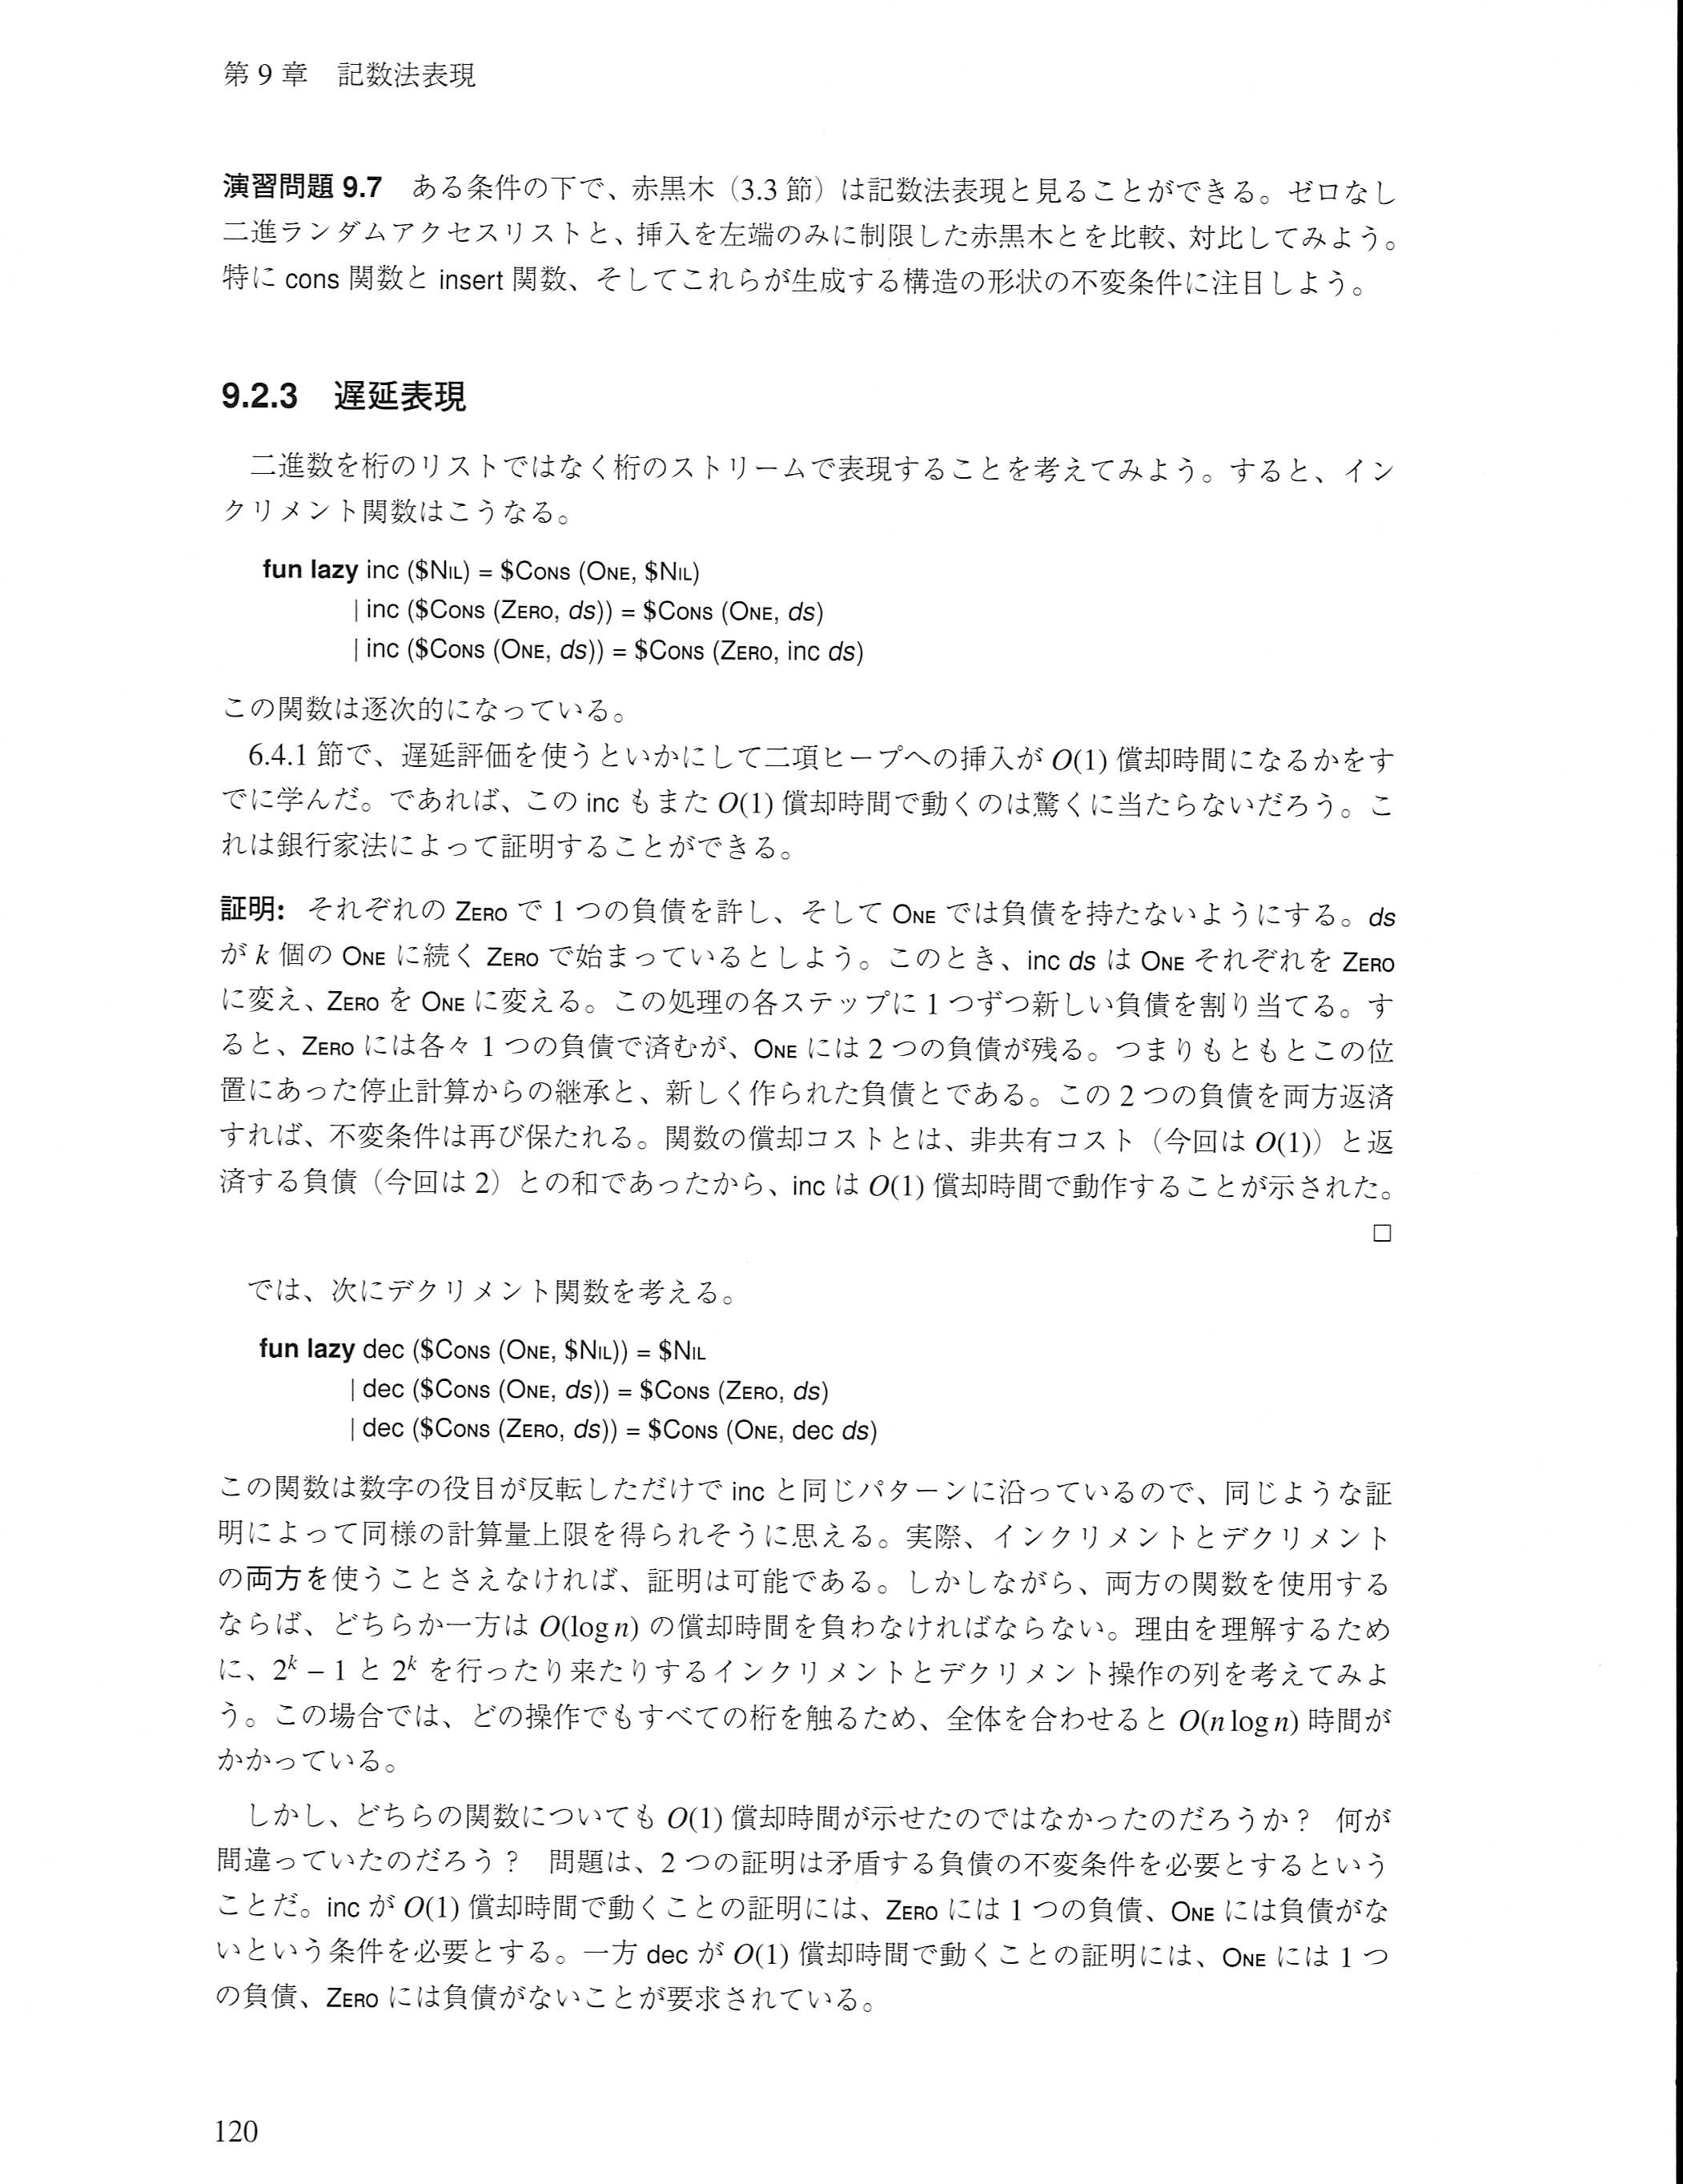 第 9 章　記数法表現
演習問題 9.7　ある条件の下で、赤黒木（3.3 節）は記数法表現と見ることができる。ゼロなし
二進ランダムアクセスリストと、挿入を左端のみに制限した赤黒木とを比較、対比してみよう。
特に cons 関数と insert 関数、そしてこれらが生成する構造の形状の不変条件に注目しよう。
9.2.3　遅延表現
二進数を桁のリストではなく桁のストリームで表現することを考えてみよう。すると、イン
クリメント関数はこうなる。
fun lazy inc ($NIL) = $CONS (ONE, $NIL)
| inc ($CONS (ZERO, ds)) = $CONS (ONE, ds)
| inc ($CONS (ONE, ds)) = $CONS (ZERO, inc ds)
この関数は逐次的になっている。
6.4.1 節で、遅延評価を使うといかにして二項ヒープへの挿入が O(1) 償却時間になるかをす
でに学んだ。であれば、この inc もまた O(1) 償却時間で動くのは驚くに当たらないだろう。こ
れは銀行家法によって証明することができる。
証明: それぞれの ZERO で 1 つの負債を許し、そして ONE では負債を持たないようにする。ds
が k 個の ONE に続く ZERO で始まっているとしよう。このとき、inc ds は ONE それぞれを ZERO
に変え、ZERO を ONE に変える。この処理の各ステップに 1 つずつ新しい負債を割り当てる。す
ると、ZERO には各々 1 つの負債で済むが、ONE には 2 つの負債が残る。つまりもともとこの位
置にあった停止計算からの継承と、新しく作られた負債とである。この 2 つの負債を両方返済
すれば、不変条件は再び保たれる。関数の償却コストとは、非共有コスト（今回は O(1)）と返
済する負債（今回は 2）との和であったから、inc は O(1) 償却時間で動作することが示された。
□
では、次にデクリメント関数を考える。
fun lazy dec ($CONS (ONE, $NIL)) = $NIL
| dec ($CONS (ONE, ds)) = $CONS (ZERO, ds)
| dec ($CONS (ZERO, ds)) = $CONS (ONE, dec ds)
この関数は数字の役目が反転しただけで inc と同じパターンに沿っているので、同じような証
明によって同様の計算量上限を得られそうに思える。実際、インクリメントとデクリメント
の両方を使うことさえなければ、証明は可能である。しかしながら、両方の関数を使用する
ならば、どちらか一方は O(log n) の償却時間を負わなければならない。理由を理解するため
に、2^k − 1 と 2^k を行ったり来たりするインクリメントとデクリメント操作の列を考えてみよ
う。この場合では、どの操作でもすべての桁を触るため、全体を合わせると O(n log n) 時間が
かかっている。
しかし、どちらの関数についても O(1) 償却時間が示せたのではなかったのだろうか？　何が
間違っていたのだろう？　問題は、2 つの証明は矛盾する負債の不変条件を必要とするという
ことだ。inc が O(1) 償却時間で動くことの証明には、ZERO には 1 つの負債、ONE には負債がな
いという条件を必要とする。一方 dec が O(1) 償却時間で動くことの証明には、ONE には 1 つ
の負債、ZERO には負債がないことが要求されている。
120